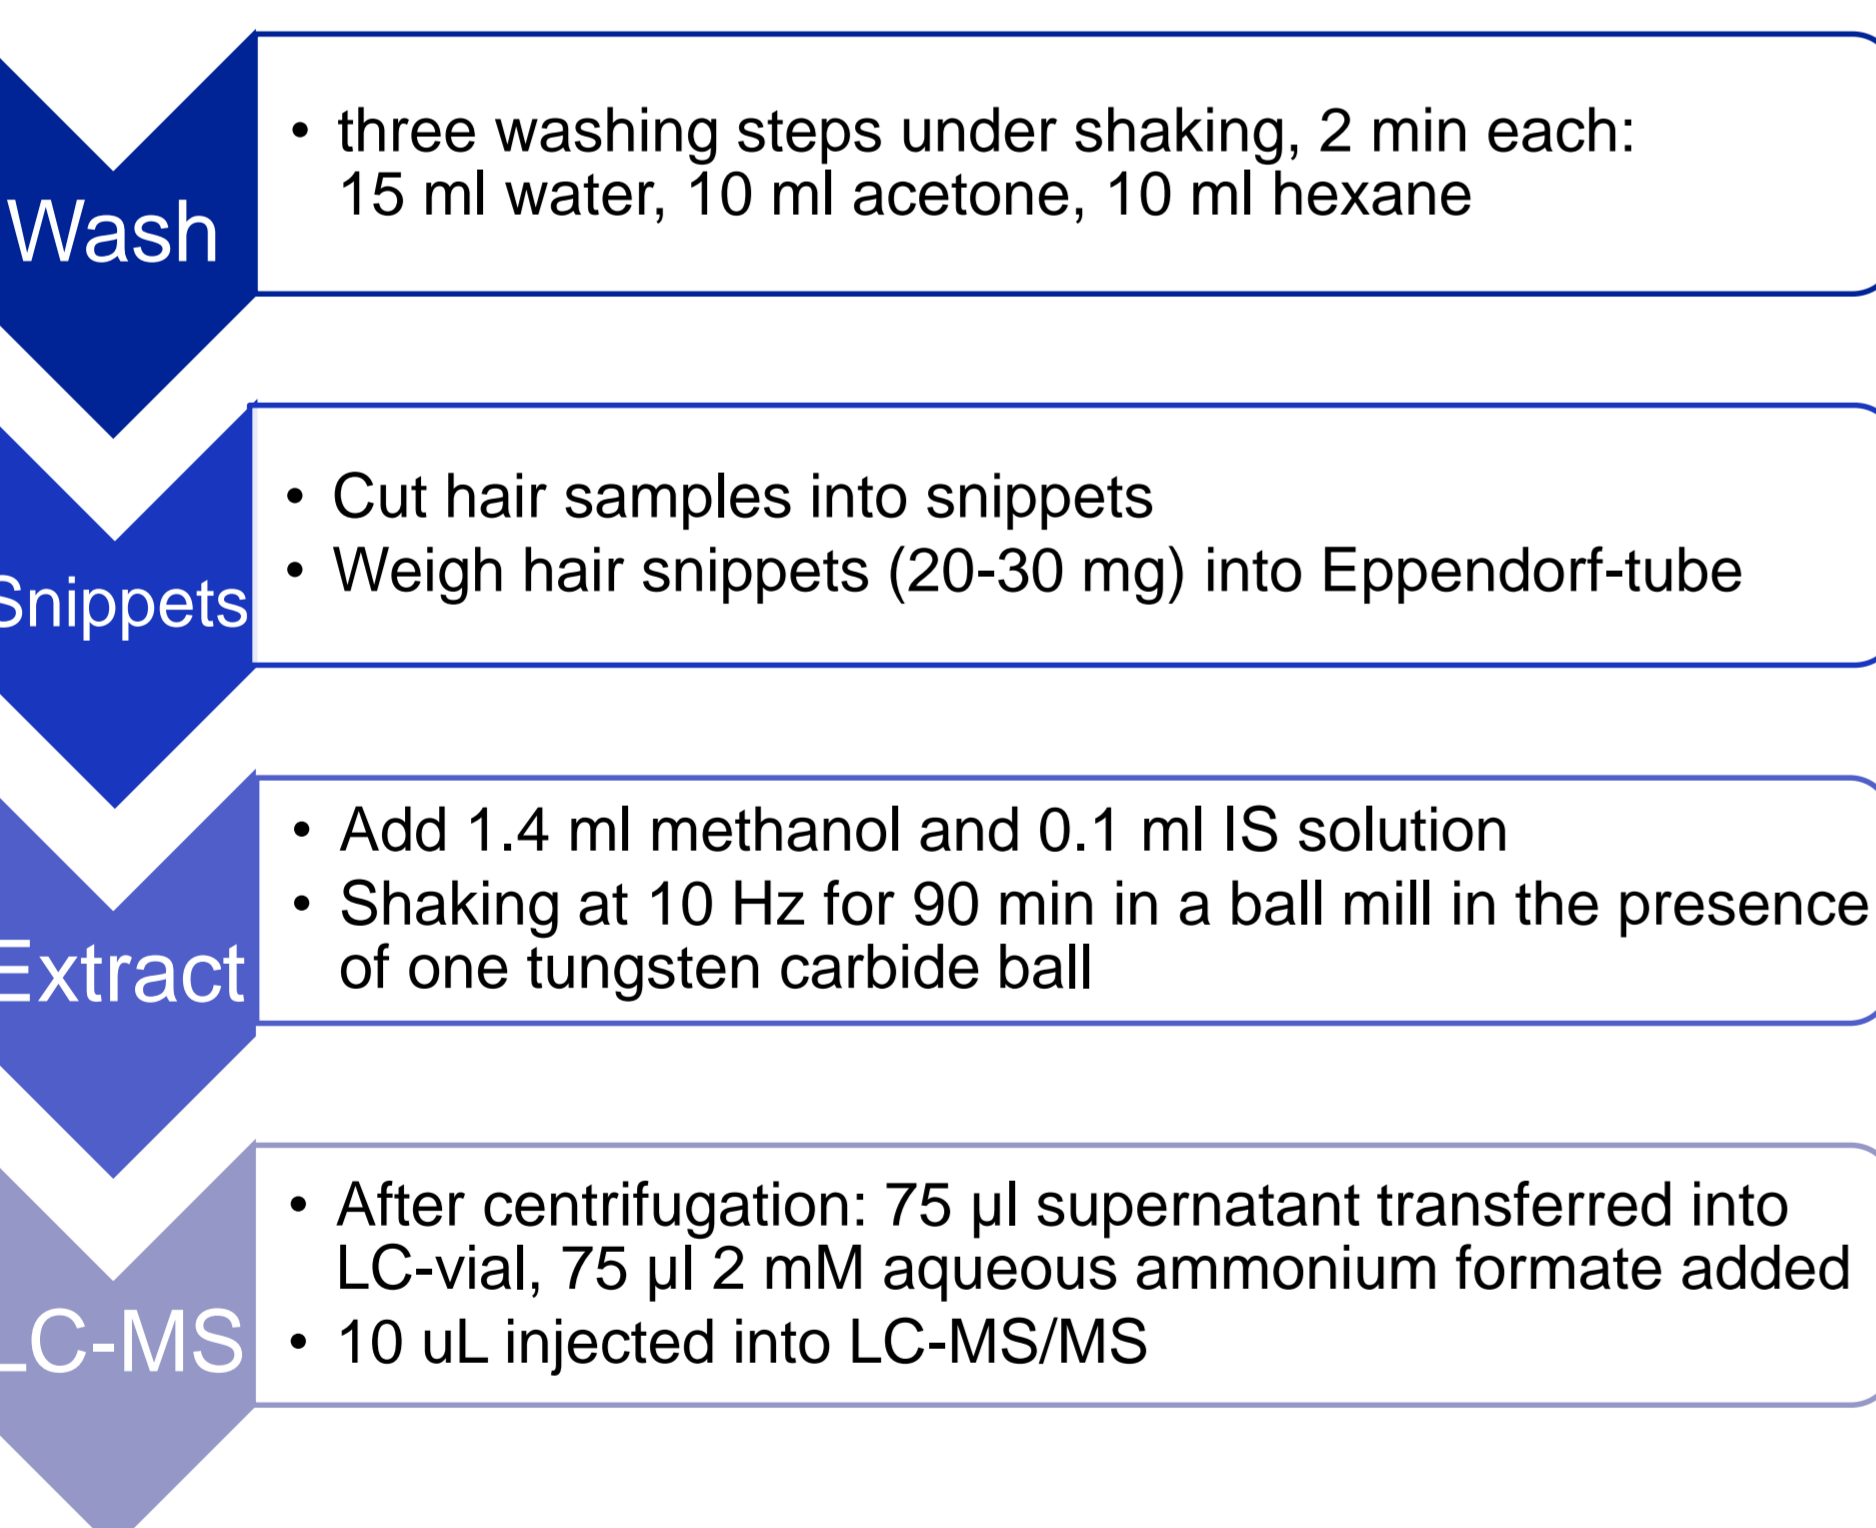 Wash
• three washing steps under shaking, 2 min each:
15 ml water, 10 ml acetone, 10 ml hexane
Snippets
• Cut hair samples into snippets
• Weigh hair snippets (20-30 mg) into Eppendorf-tube
Extract
• Add 1.4 ml methanol and 0.1 ml IS solution
• Shaking at 10 Hz for 90 min in a ball mill in the presence
of one tungsten carbide ball
LC-MS
• After centrifugation: 75 µl supernatant transferred into
LC-vial, 75 µl 2 mM aqueous ammonium formate added
• 10 uL injected into LC-MS/MS